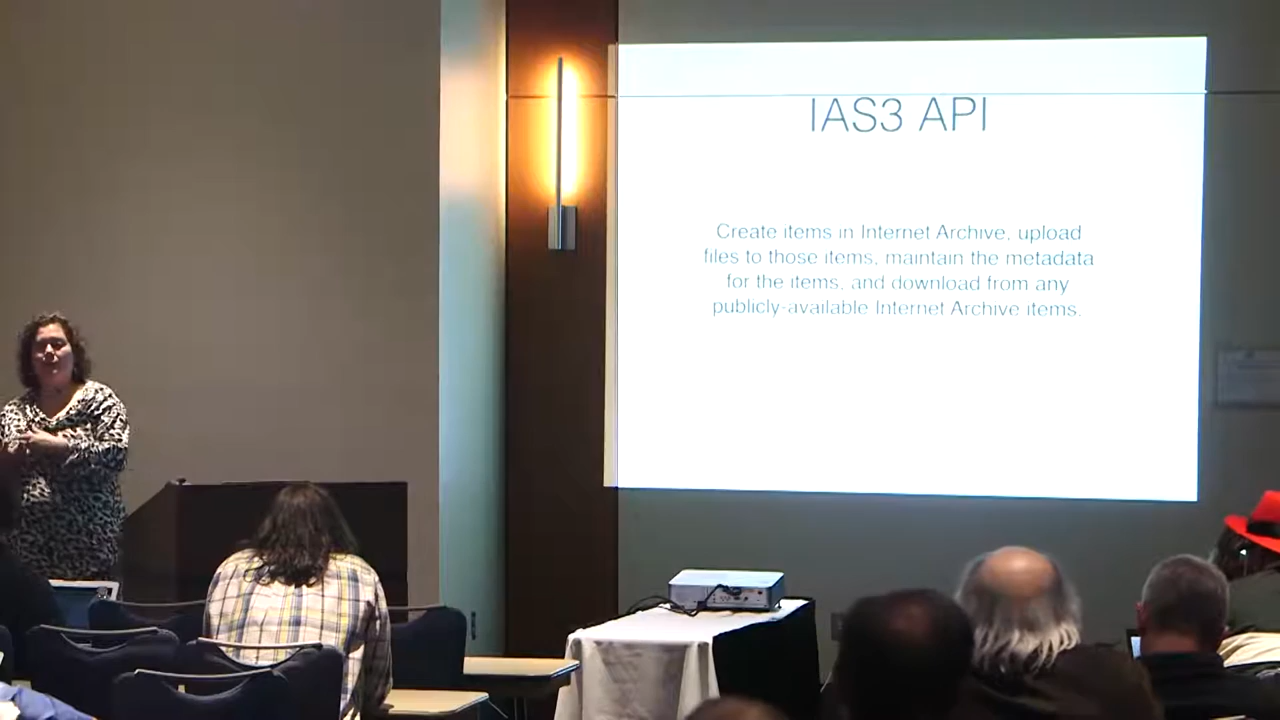 IAS3 API
Create items in Internet Archive, upload
files to those items, maintain the metadata
for the items, and download from any
publicly-available Internet Archive items.